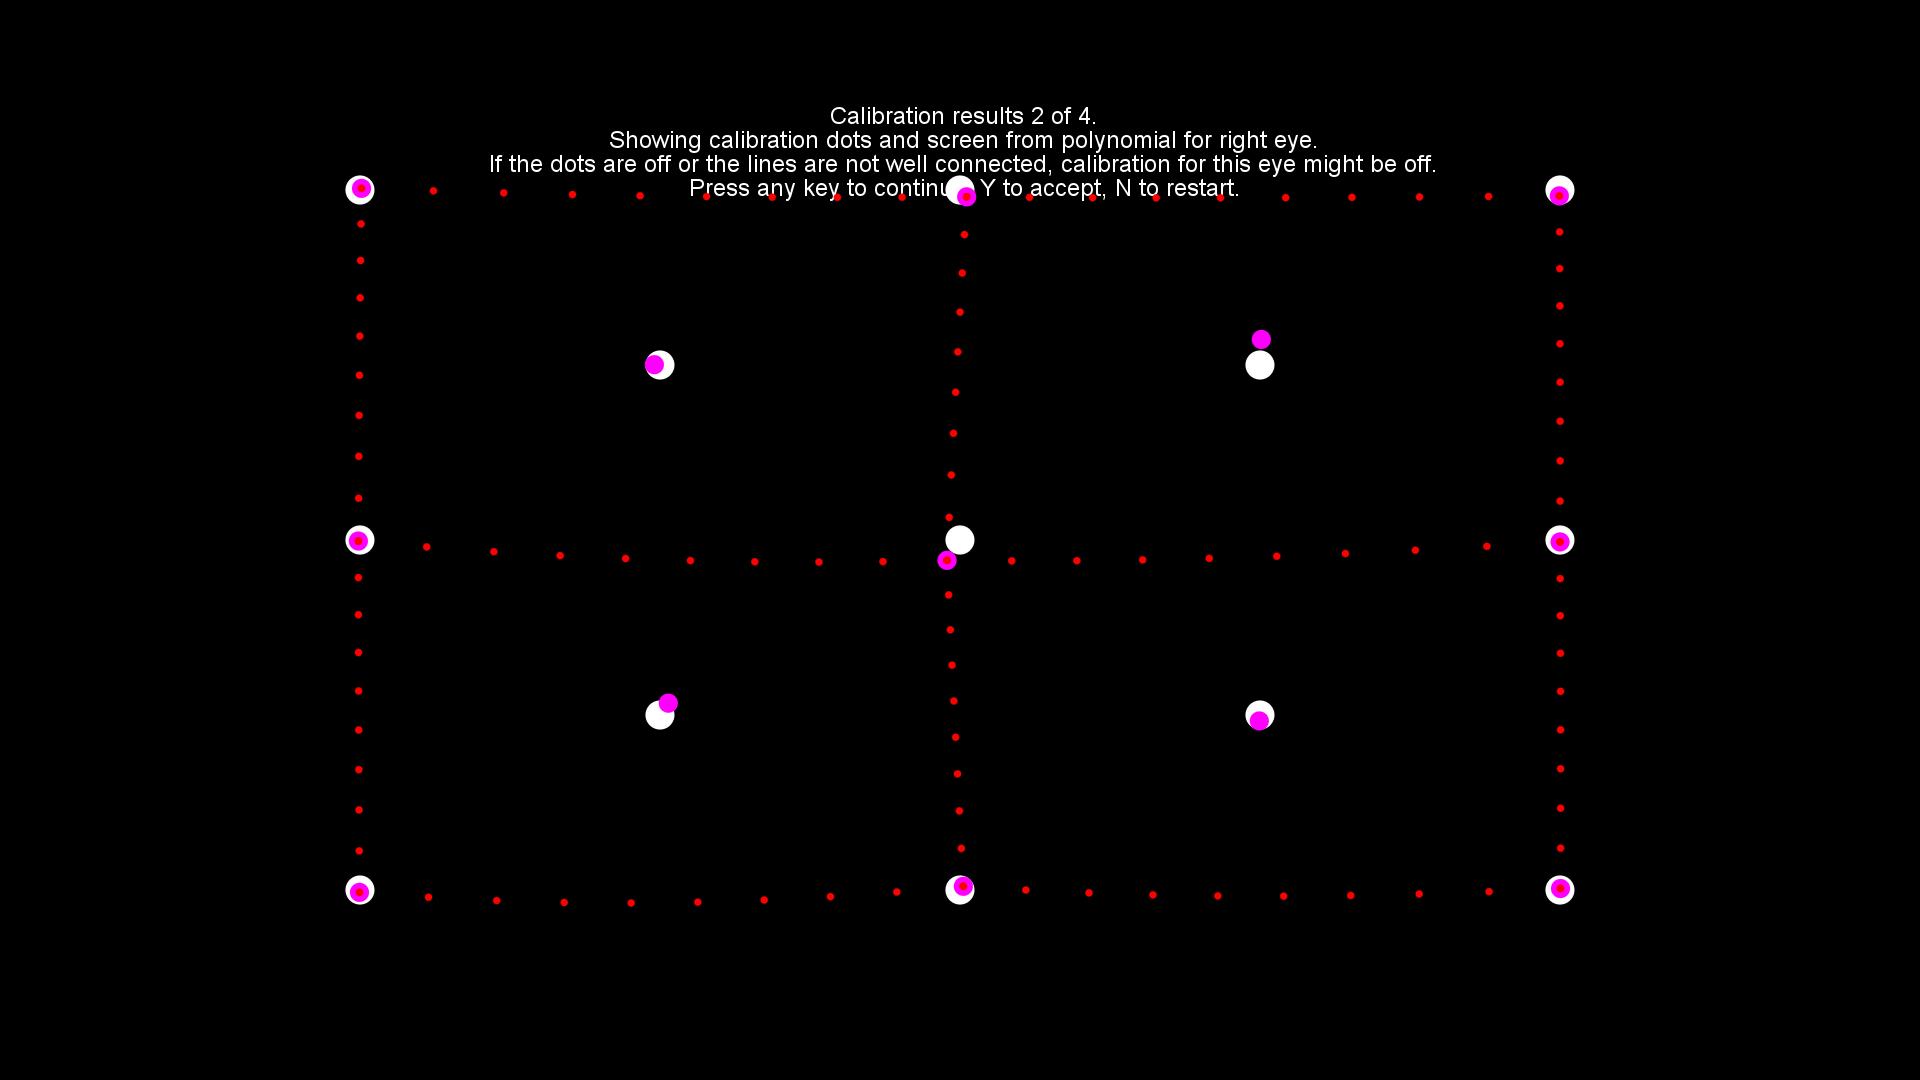 Calibration results 2 of 4.
Showing calibration dots and screen from polynomial for right eye.
If the dots are off or the lines are not well connected, calibration for this eye might be off.
Press any key to continu Y to accept, N to restart.